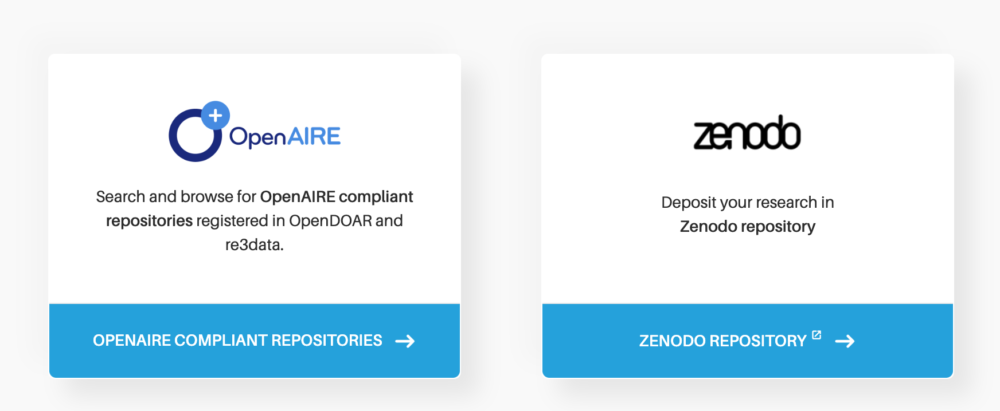 OpenAIRE
Search and browse for OpenAIRE compliant
repositories registered in OpenDOAR and
re3data.
OPENAIRE COMPLIANT REPOSITORIES
zenodo
Deposit your research in
Zenodo repository
ZENODO REPOSITORY